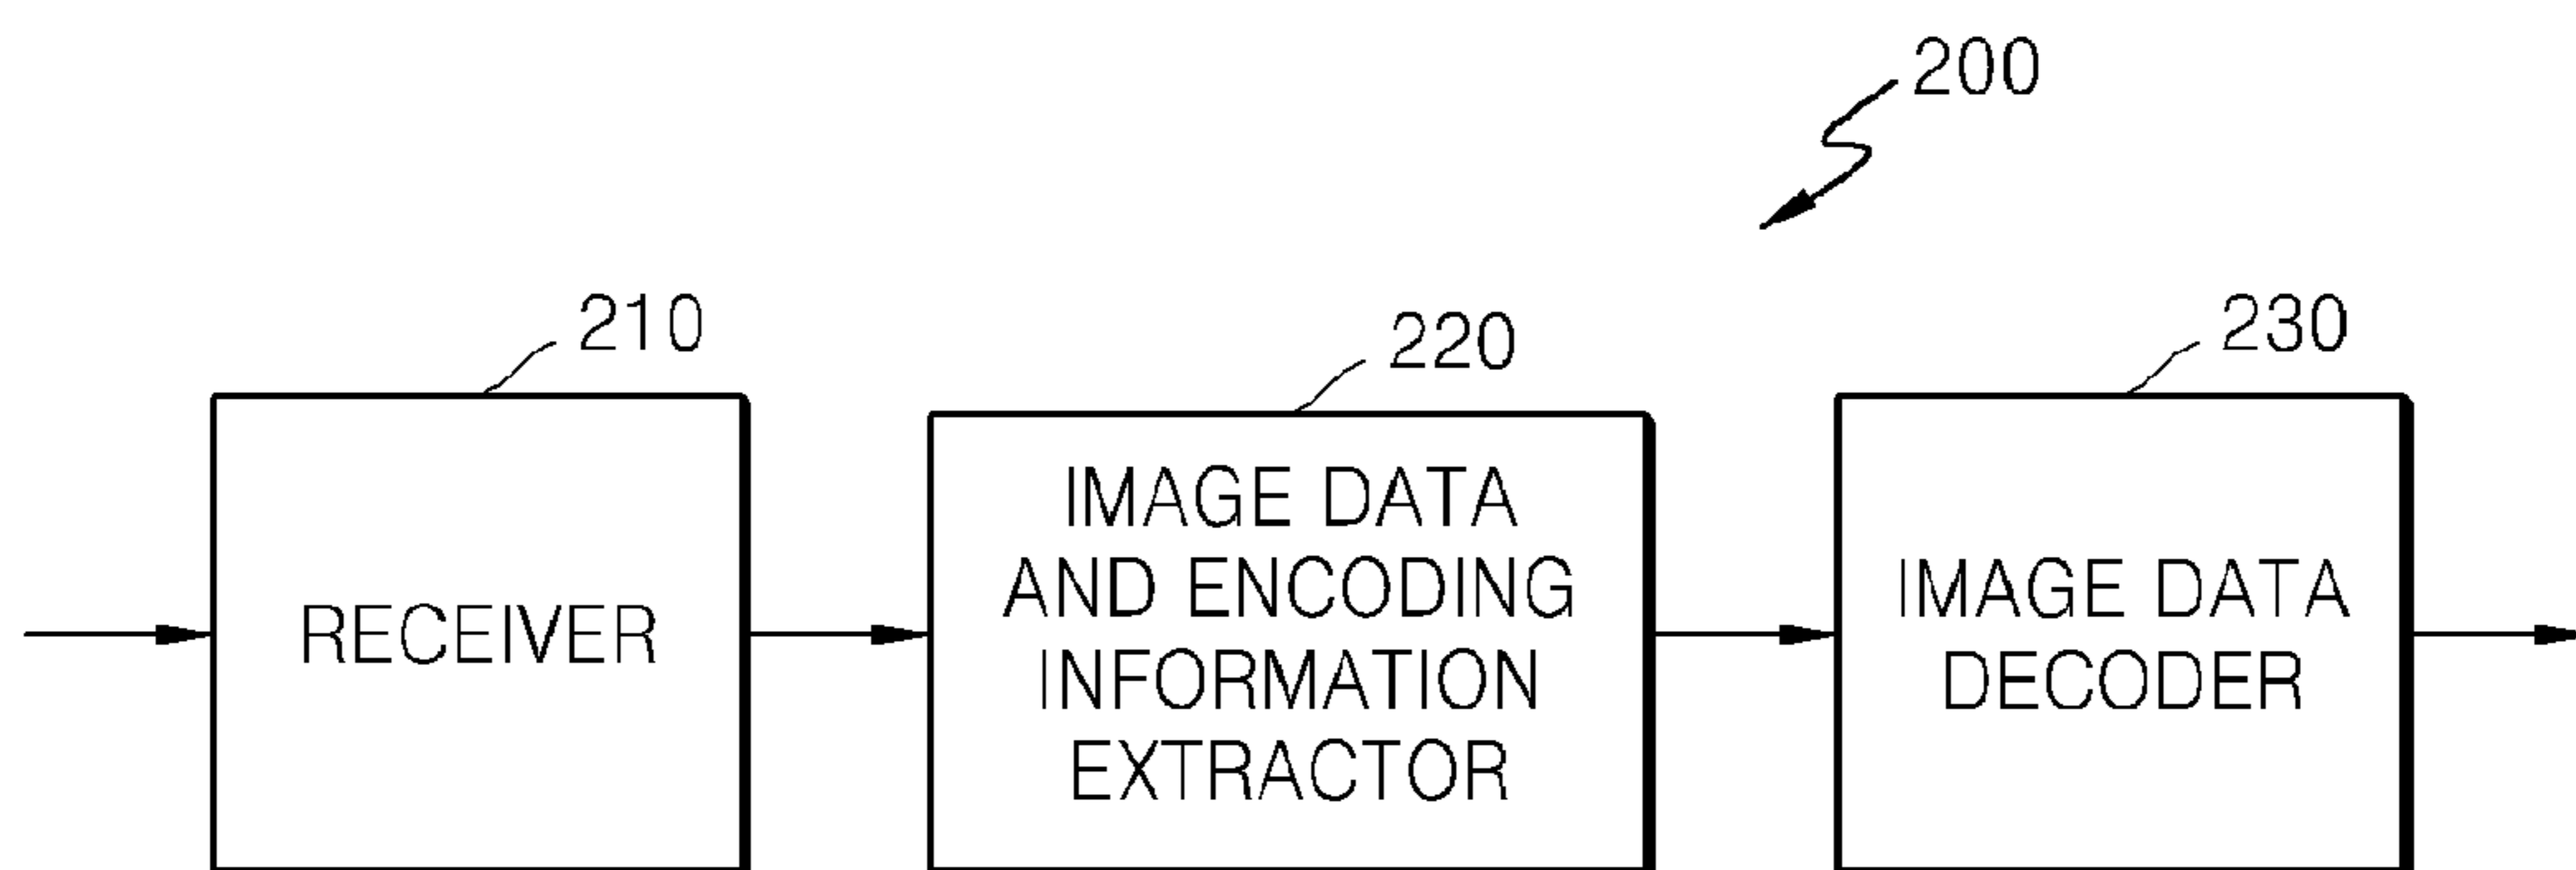 200
210
220
230
RECEIVER
IMAGE DATA
AND ENCODING
INFORMATION
EXTRACTOR
IMAGE DATA
DECODER